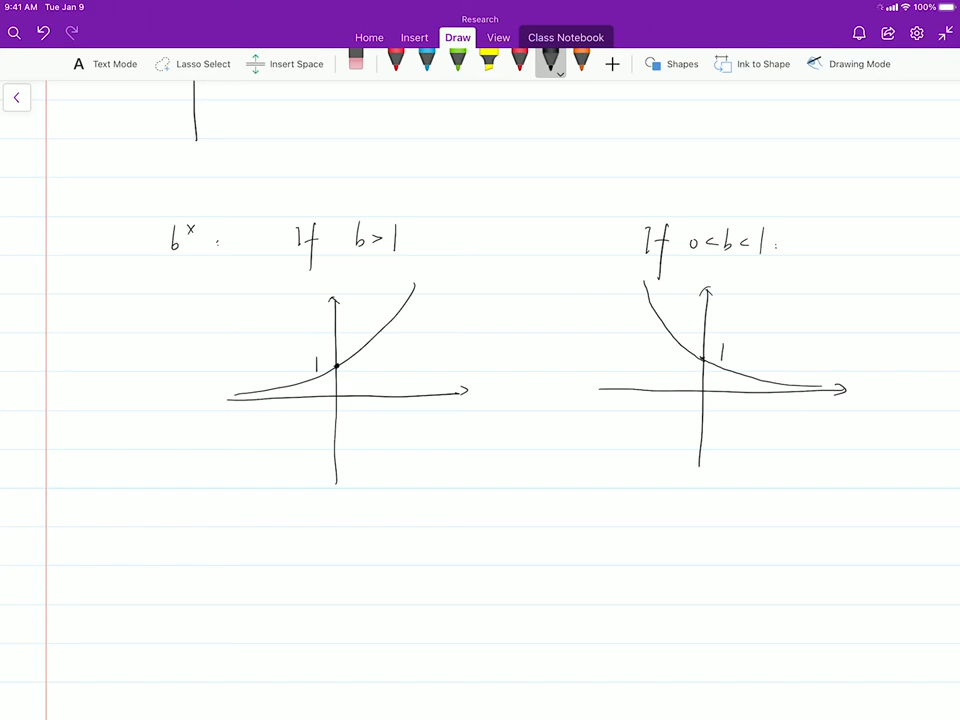 9:41 AM Tue Jan 9
100%
Research
Home Insert Draw View Class Notebook
Text Mode Lasso Select Insert Space Shapes Ink to Shape Drawing Mode
b^x : If b > 1 If 0 < b < 1 :
1 1